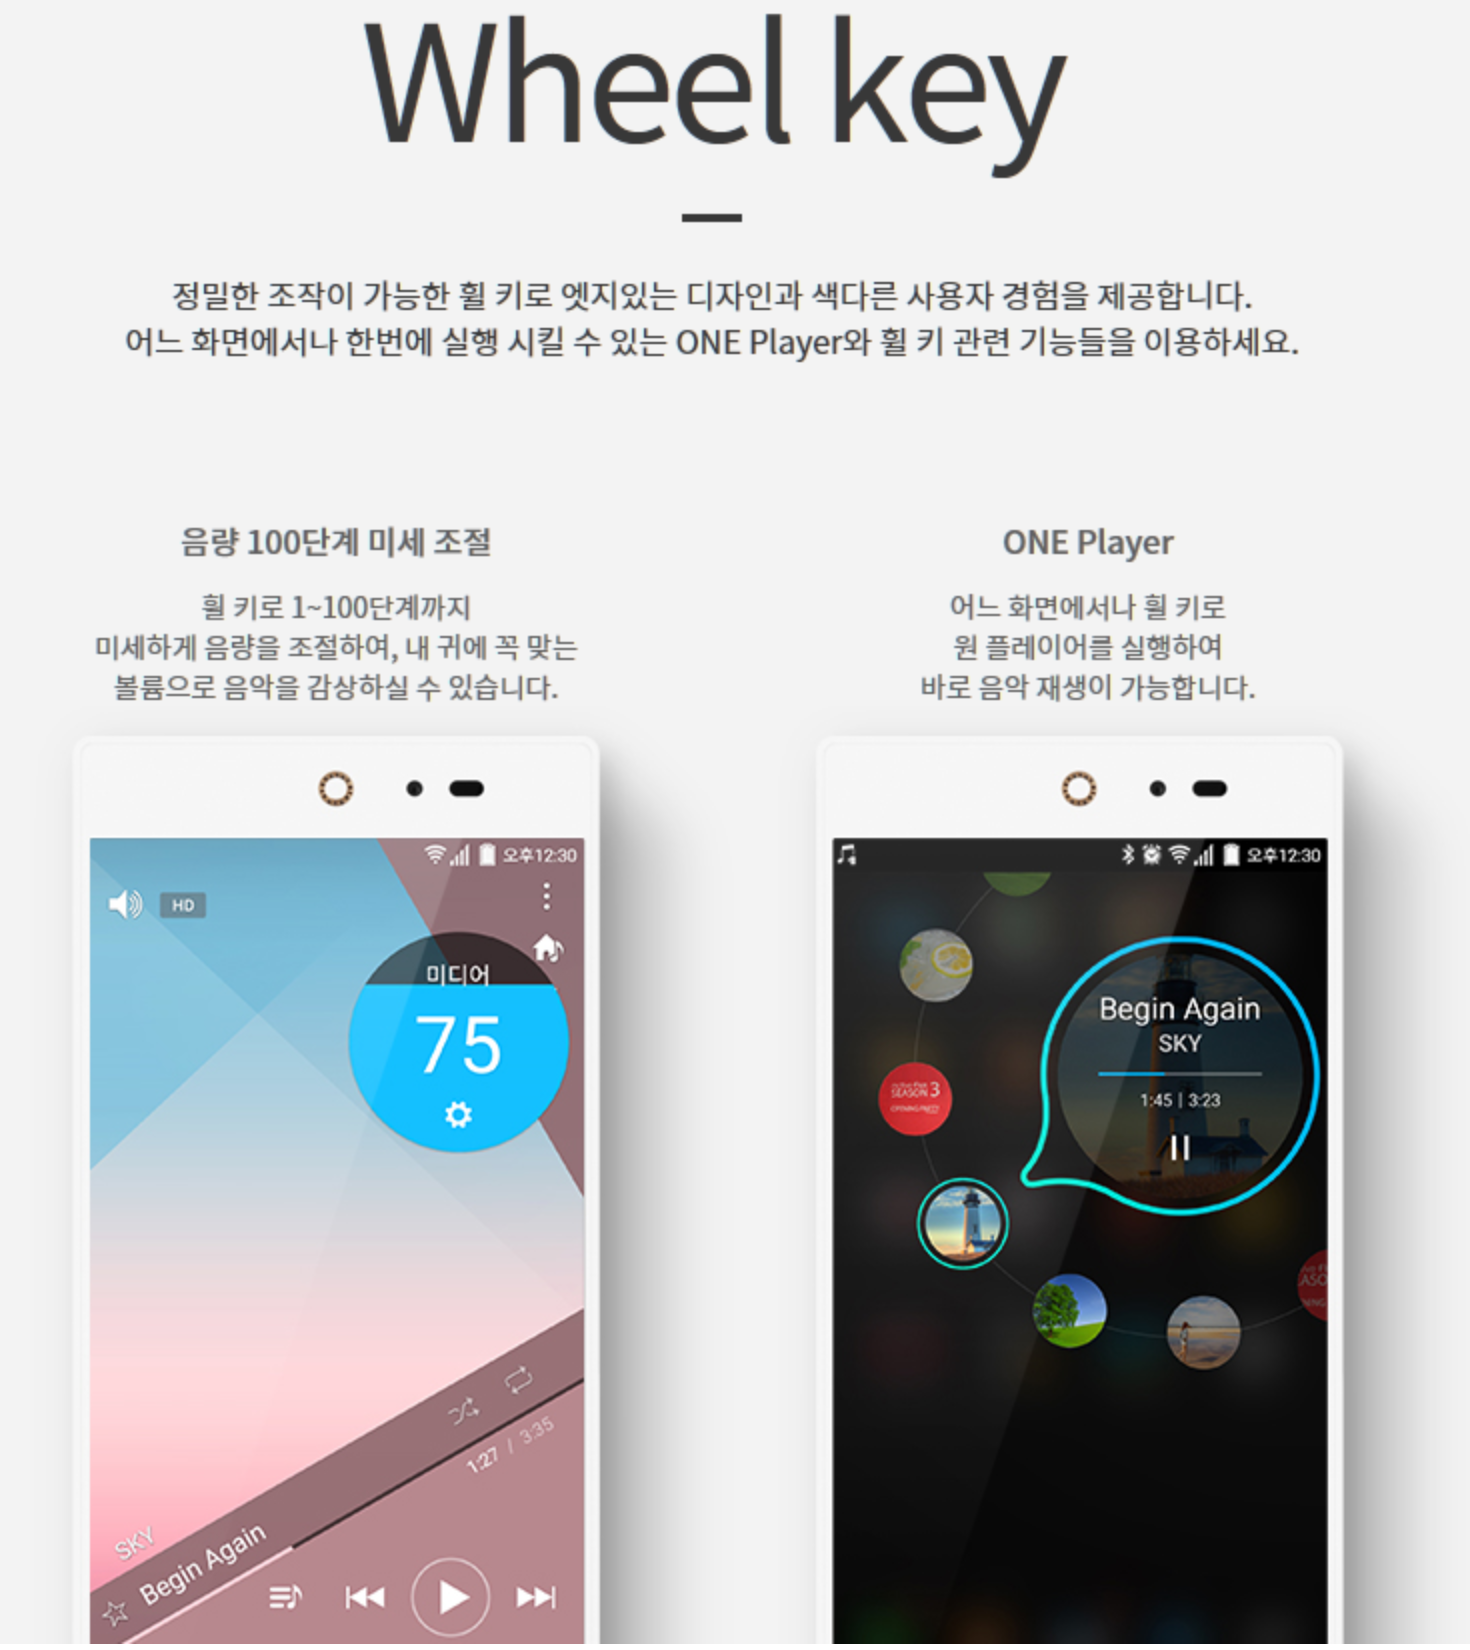 Wheel key
정밀한 조작이 가능한 휠 키로 엣지있는 디자인과 색다른 사용자 경험을 제공합니다.
어느 화면에서나 한번에 실행 시킬 수 있는 ONE Player와 휠 키 관련 기능들을 이용하세요.
음량 100단계 미세 조절
휠 키로 1~100단계까지
미세하게 음량을 조절하여, 내 귀에 꼭 맞는
볼륨으로 음악을 감상하실 수 있습니다.
오후12:30
HD
미디어
75
1:27 / 3:35
SKY
Begin Again
ONE Player
어느 화면에서나 휠 키로
원 플레이어를 실행하여
바로 음악 재생이 가능합니다.
오후12:30
Begin Again
SKY
1:45 | 3:23
SEASON 3
OPENING PARTY